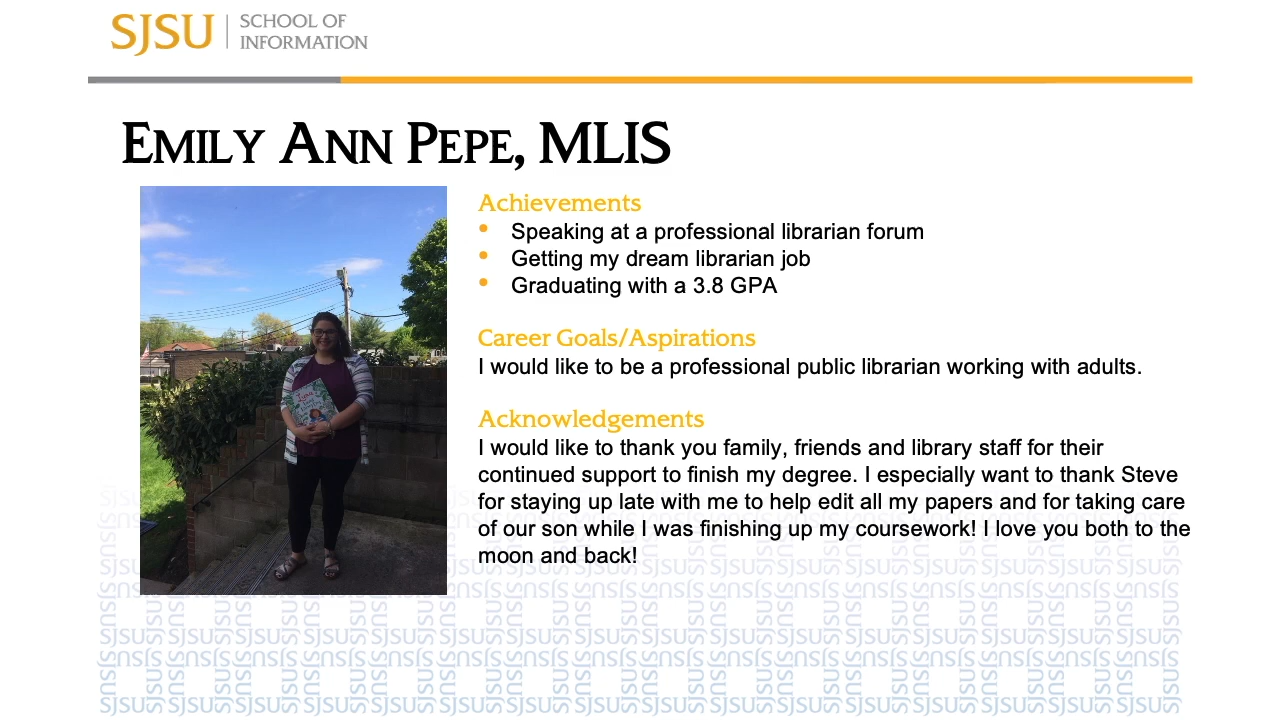 SJSU SCHOOL OF
INFORMATION
EMILY ANN PEPE, MLIS
Achievements
• Speaking at a professional librarian forum
• Getting my dream librarian job
• Graduating with a 3.8 GPA
Career Goals/Aspirations
I would like to be a professional public librarian working with adults.
Acknowledgements
I would like to thank you family, friends and library staff for their
continued support to finish my degree. I especially want to thank Steve
for staying up late with me to help edit all my papers and for taking care
of our son while I was finishing up my coursework! I love you both to the
moon and back!